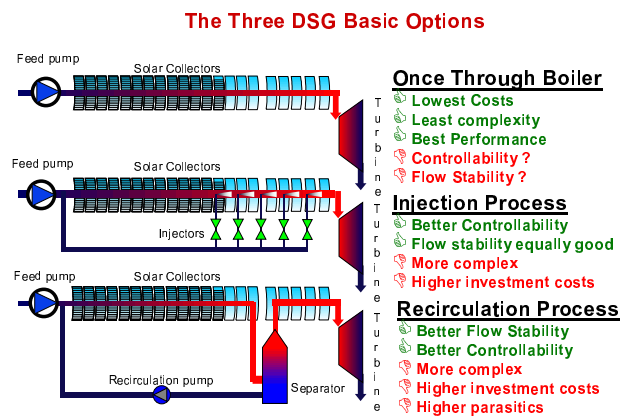 The Three DSG Basic Options
Feed pump
Solar Collectors
Turbine
Once Through Boiler
Lowest Costs
Least complexity
Best Performance
Controllability ?
Flow Stability ?
Feed pump
Solar Collectors
Injectors
Turbine
Injection Process
Better Controllability
Flow stability equally good
More complex
Higher investment costs
Feed pump
Solar Collectors
Recirculation pump
Separator
Turbine
Recirculation Process
Better Flow Stability
Better Controllability
More complex
Higher investment costs
Higher parasitics